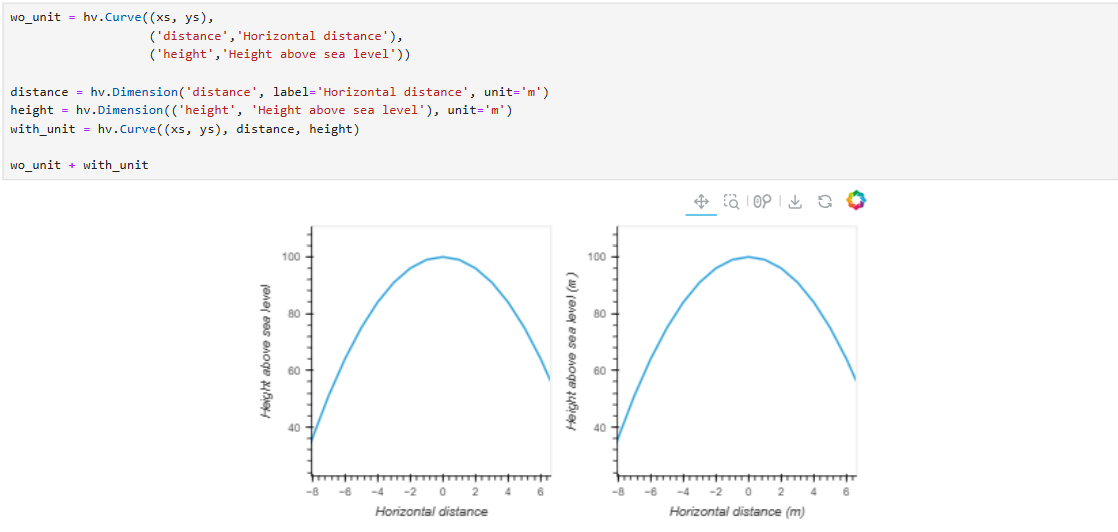 wo_unit = hv.Curve((xs, ys),
('distance','Horizontal distance'),
('height','Height above sea level'))
distance = hv.Dimension('distance', label='Horizontal distance', unit='m')
height = hv.Dimension(('height', 'Height above sea level'), unit='m')
with_unit = hv.Curve((xs, ys), distance, height)
wo_unit + with_unit
Height above sea level
100
80
60
40
-8 -6 -4 -2 0 2 4 6
Horizontal distance
Height above sea level (m)
100
80
60
40
-8 -6 -4 -2 0 2 4 6
Horizontal distance (m)